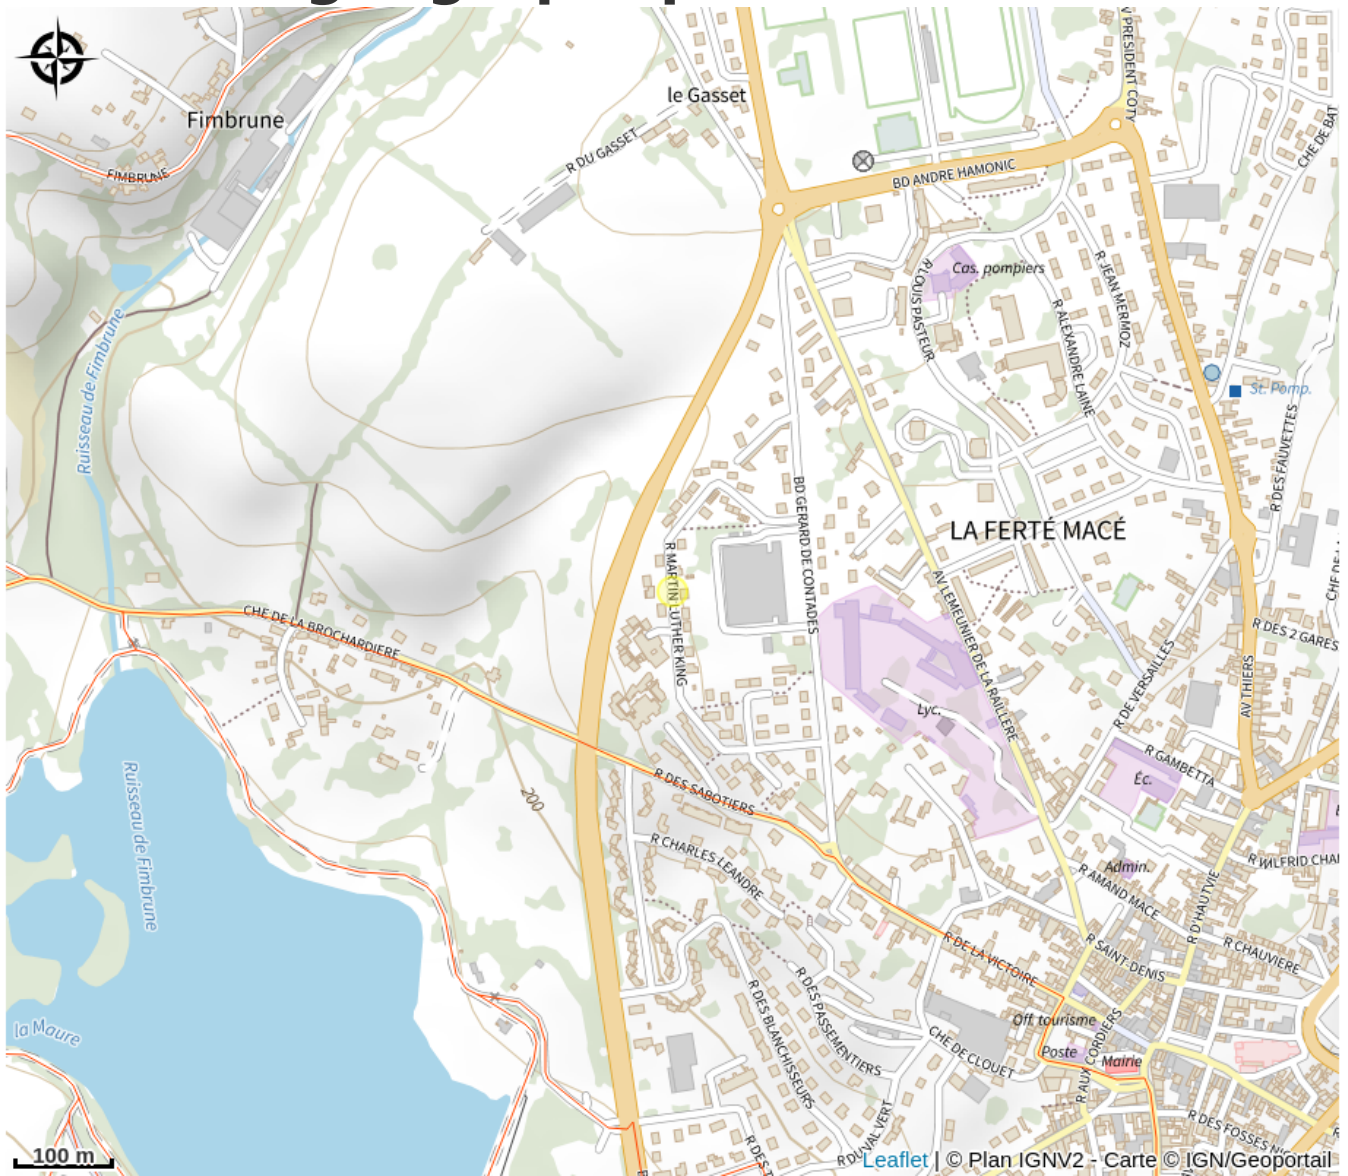 le Gasset
Fimbrune
R DU GASSET
FIMBRUNE
BD ANDRE HAMONIC
PRESIDENT COTY
CHE DE BAT
R LOUIS PASTEUR
Cas. pompiers
R JEAN MERMOZ
R ALEXANDRE LAINE
St. Pomp.
R DES FAUVETTES
Ruisseau de Fimbrune
BD GERARD DE CONTADES
LA FERTÉ MACÉ
R MARTIN LUTHER KING
AV LEMEUNIER DE LA RAILLERE
CHE DE LA BROCHARDIERE
R DES 2 GARES
R DE VERSAILLES
AV THIERS
Lyc.
R GAMBETTA
Éc.
R DES SABOTIERS
200
Ruisseau de Fimbrune
R CHARLES LEANDRE
Admin.
R AMAND MACE
R WILFRID CHAI
R D'HAUTVIE
R CHAUVIERE
R SAINT-DENIS
R DE LA VICTOIRE
R DES PASSEMENTIERS
R DES BLANCHISSEURS
la Maure
Off. tourisme
CHE DE CLOUET
Poste
Mairie
R AUX CORDIERS
R DUVAL VERT
R DES FOSSES NIC
R DES T
100 m
Leaflet | © Plan IGNV2 - Carte © IGN/Geoportail